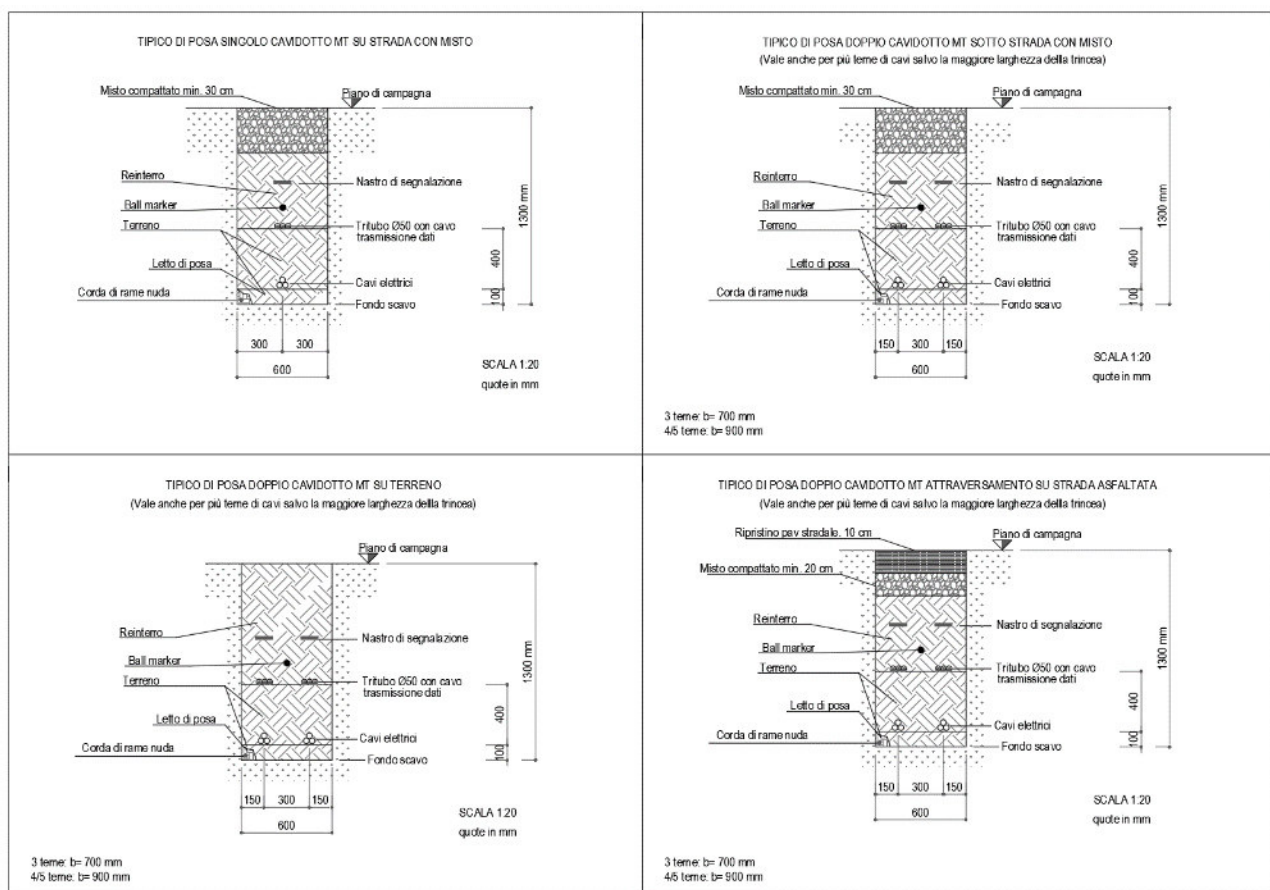 TIPICO DI POSA SINGOLO CAVIDOTTO MT SU STRADA CON MISTO
Misto compattato min. 30 cm
Piano di campagna
Reinterro
Nastro di segnalazione
Ball marker
Terreno
Tritubo Ø50 con cavo
trasmissione dati
Letto di posa
Cavi elettrici
Corda di rame nuda
Fondo scavo
1300 mm
400
100
300 300
600
SCALA 1:20
quote in mm
TIPICO DI POSA DOPPIO CAVIDOTTO MT SOTTO STRADA CON MISTO
(Vale anche per più terne di cavi salvo la maggiore larghezza dellla trincea)
Misto compattato min. 30 cm
Piano di campagna
Reinterro
Nastro di segnalazione
Ball marker
Terreno
Tritubo Ø50 con cavo
trasmissione dati
Letto di posa
Cavi elettrici
Corda di rame nuda
Fondo scavo
1300 mm
400
100
150 300 150
600
SCALA 1:20
quote in mm
3 terne: b= 700 mm
4/5 terne: b= 900 mm
TIPICO DI POSA DOPPIO CAVIDOTTO MT SU TERRENO
(Vale anche per più terne di cavi salvo la maggiore larghezza dellla trincea)
Piano di campagna
Reinterro
Nastro di segnalazione
Ball marker
Terreno
Tritubo Ø50 con cavo
trasmissione dati
Letto di posa
Cavi elettrici
Corda di rame nuda
Fondo scavo
1300 mm
400
100
150 300 150
600
SCALA 1:20
quote in mm
3 terne: b= 700 mm
4/5 terne: b= 900 mm
TIPICO DI POSA DOPPIO CAVIDOTTO MT ATTRAVERSAMENTO SU STRADA ASFALTATA
(Vale anche per più terne di cavi salvo la maggiore larghezza dellla trincea)
Ripristino pav stradale. 10 cm
Piano di campagna
Misto compattato min. 20 cm
Reinterro
Nastro di segnalazione
Ball marker
Terreno
Tritubo Ø50 con cavo
trasmissione dati
Letto di posa
Cavi elettrici
Corda di rame nuda
Fondo scavo
1300 mm
400
100
150 300 150
600
SCALA 1:20
quote in mm
3 terne: b= 700 mm
4/5 terne: b= 900 mm